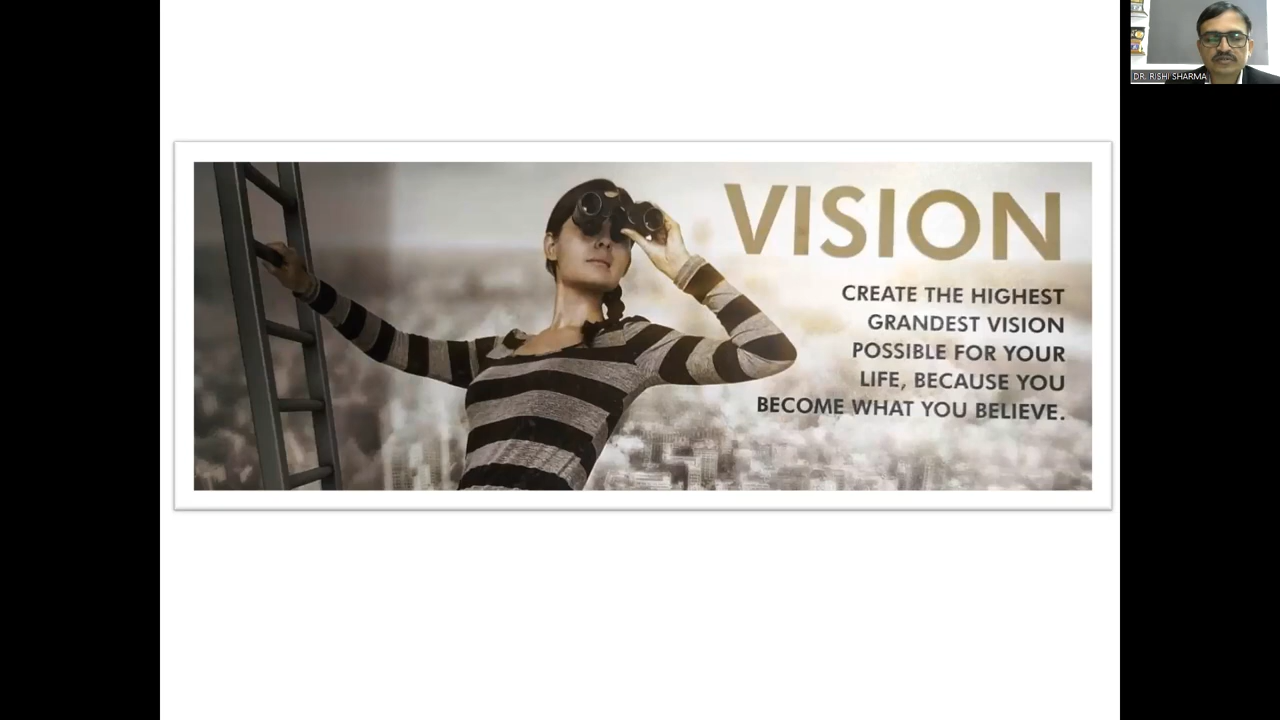 DR. RISHI SHARMA
VISION
CREATE THE HIGHEST
GRANDEST VISION
POSSIBLE FOR YOUR
LIFE, BECAUSE YOU
BECOME WHAT YOU BELIEVE.